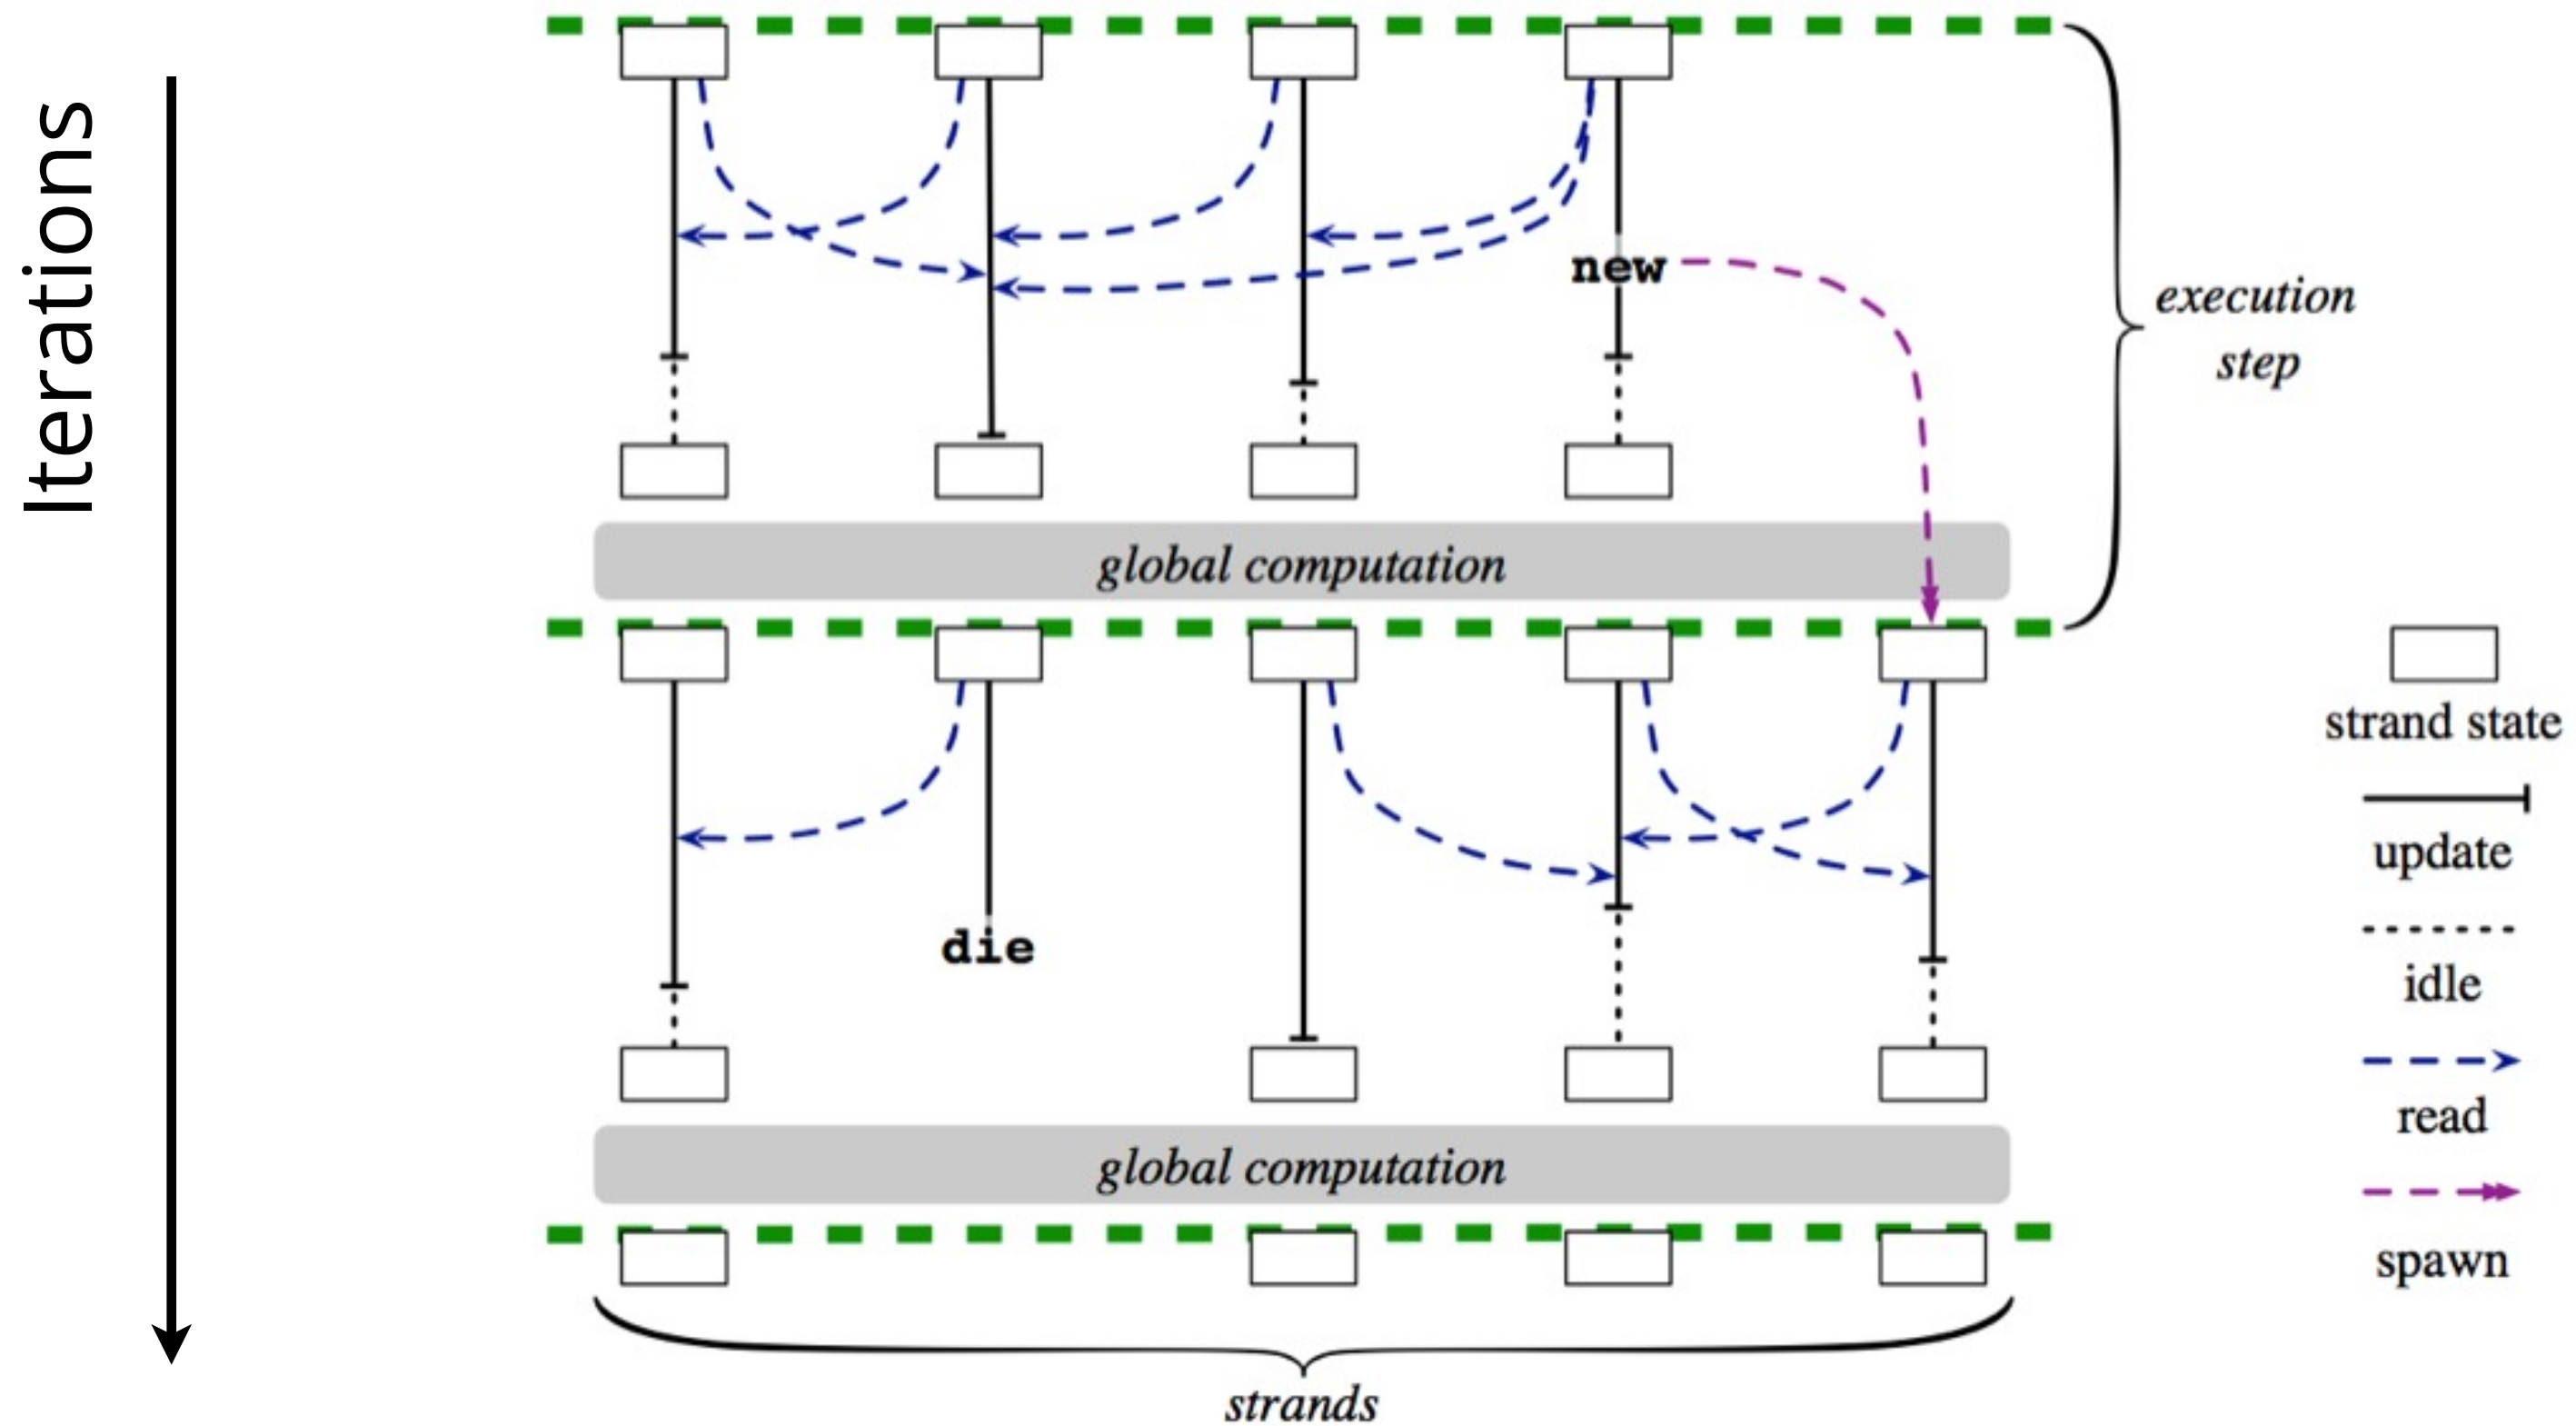 Iterations
new
execution
step
global computation
die
global computation
strands
strand state
update
idle
read
spawn